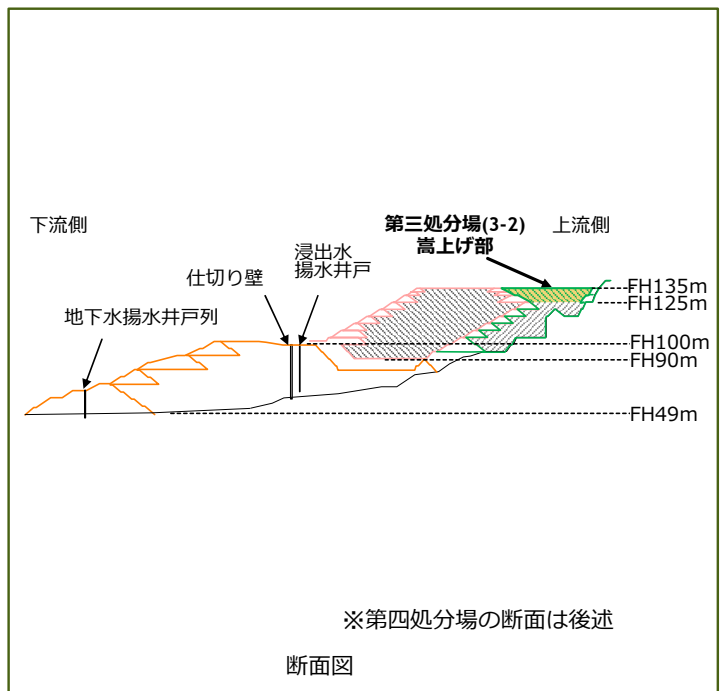 下流側
第三処分場(3-2)
嵩上げ部
上流側
浸出水
揚水井戸
仕切り壁
地下水揚水井戸列
FH135m
FH125m
FH100m
FH90m
FH49m
※第四処分場の断面は後述
断面図